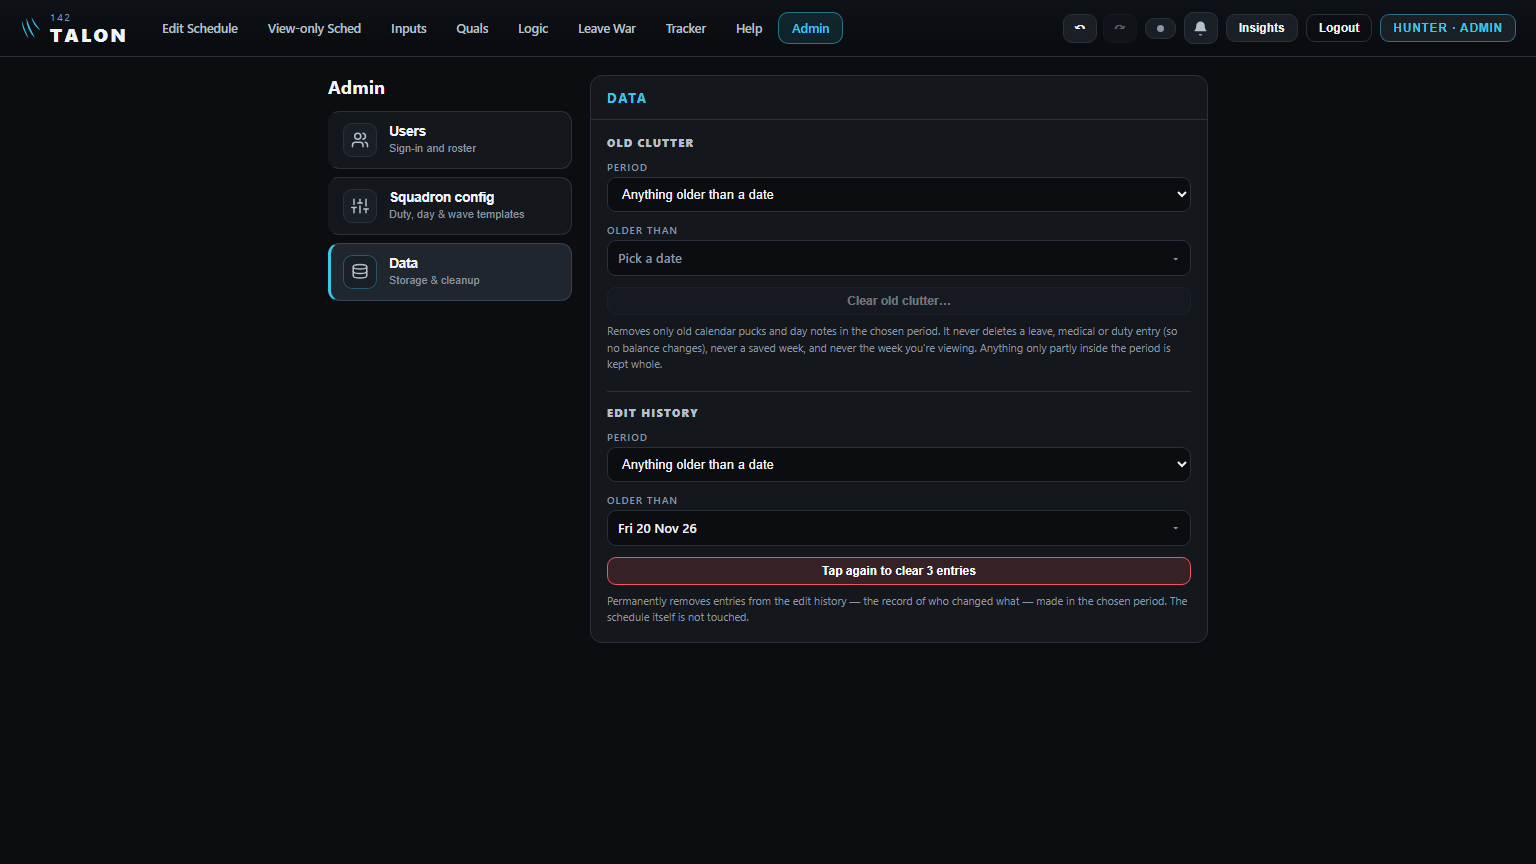 142
TALON
Edit Schedule
View-only Sched
Inputs
Quals
Logic
Leave War
Tracker
Help
Admin
Insights
Logout
HUNTER · ADMIN
Admin
Users
Sign-in and roster
Squadron config
Duty, day & wave templates
Data
Storage & cleanup
DATA
OLD CLUTTER
PERIOD
Anything older than a date
OLDER THAN
Pick a date
Clear old clutter…
Removes only old calendar pucks and day notes in the chosen period. It never deletes a leave, medical or duty entry (so
no balance changes), never a saved week, and never the week you're viewing. Anything only partly inside the period is
kept whole.
EDIT HISTORY
PERIOD
Anything older than a date
OLDER THAN
Fri 20 Nov 26
Tap again to clear 3 entries
Permanently removes entries from the edit history — the record of who changed what — made in the chosen period. The
schedule itself is not touched.